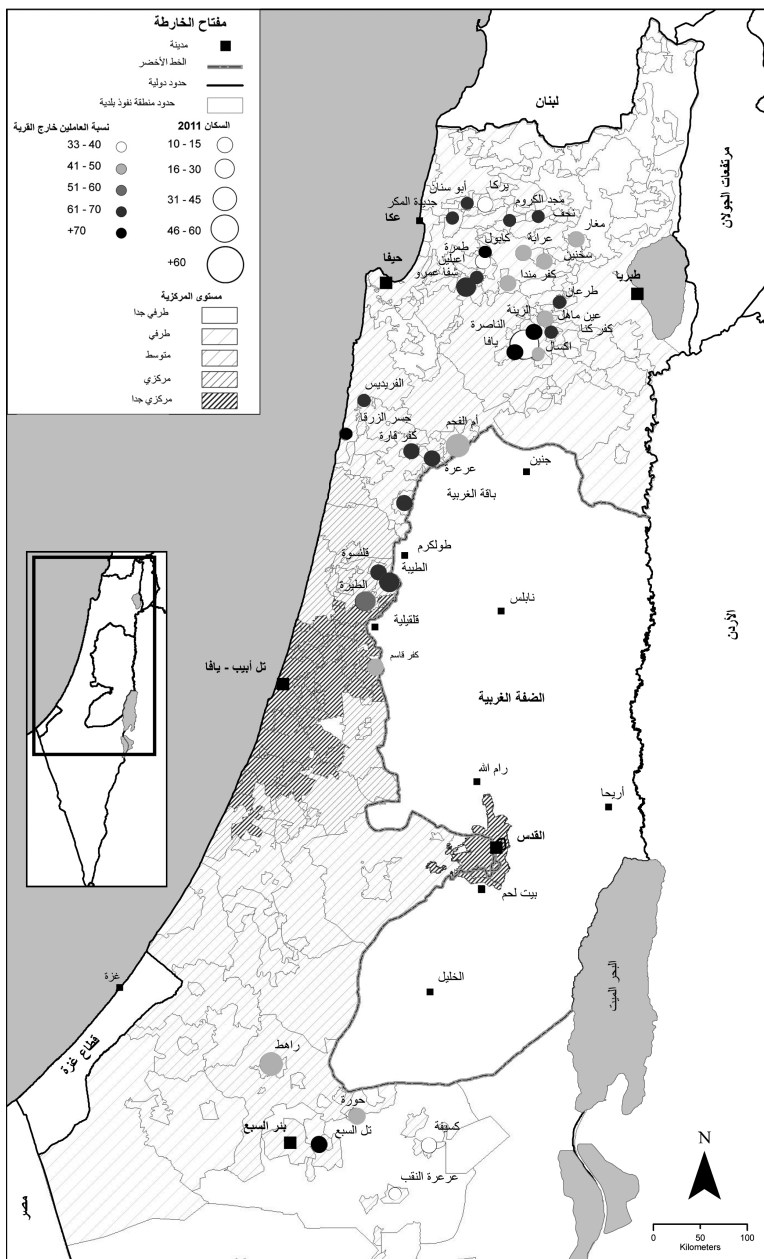 مفتاح الخارطة
مدينة
الخط الأخضر
حدود دولية
حدود منطقة نفوذ بلدية
السكان 2011
10 - 15
16 - 30
31 - 45
46 - 60
+60
نسبة العاملين خارج القرية
33 - 40
41 - 50
51 - 60
61 - 70
+70
مستوى المركزية
طرفي جدا
طرفي
متوسط
مركزي
مركزي جدا
لبنان
مرتفعات الجولان
أبو سنان
يركا
جديدة المكر
مجد الكروم
نحف
عكا
مغار
كابول
عرابة
طمرة
سخنين
اعبلين
حيفا
شفا عمرو
كفر مندا
طبريا
طرعان
الرينة
عين ماهل
الناصرة
كفر كنا
يافا
اكسال
الفريديس
جسر الزرقا
أم الفحم
كفر قارة
عرعرة
جنين
باقة الغربية
طولكرم
قلنسوة
الطيبة
الطيرة
نابلس
قلقيلية
الأردن
كفر قاسم
تل أبيب - يافا
الضفة الغربية
رام الله
أريحا
القدس
بيت لحم
البحر الميت
الخليل
غزة
قطاع غزة
راهط
حورة
كسيفة
بئر السبع
تل السبع
عرعرة النقب
مصر
N
0 50 100
Kilometers